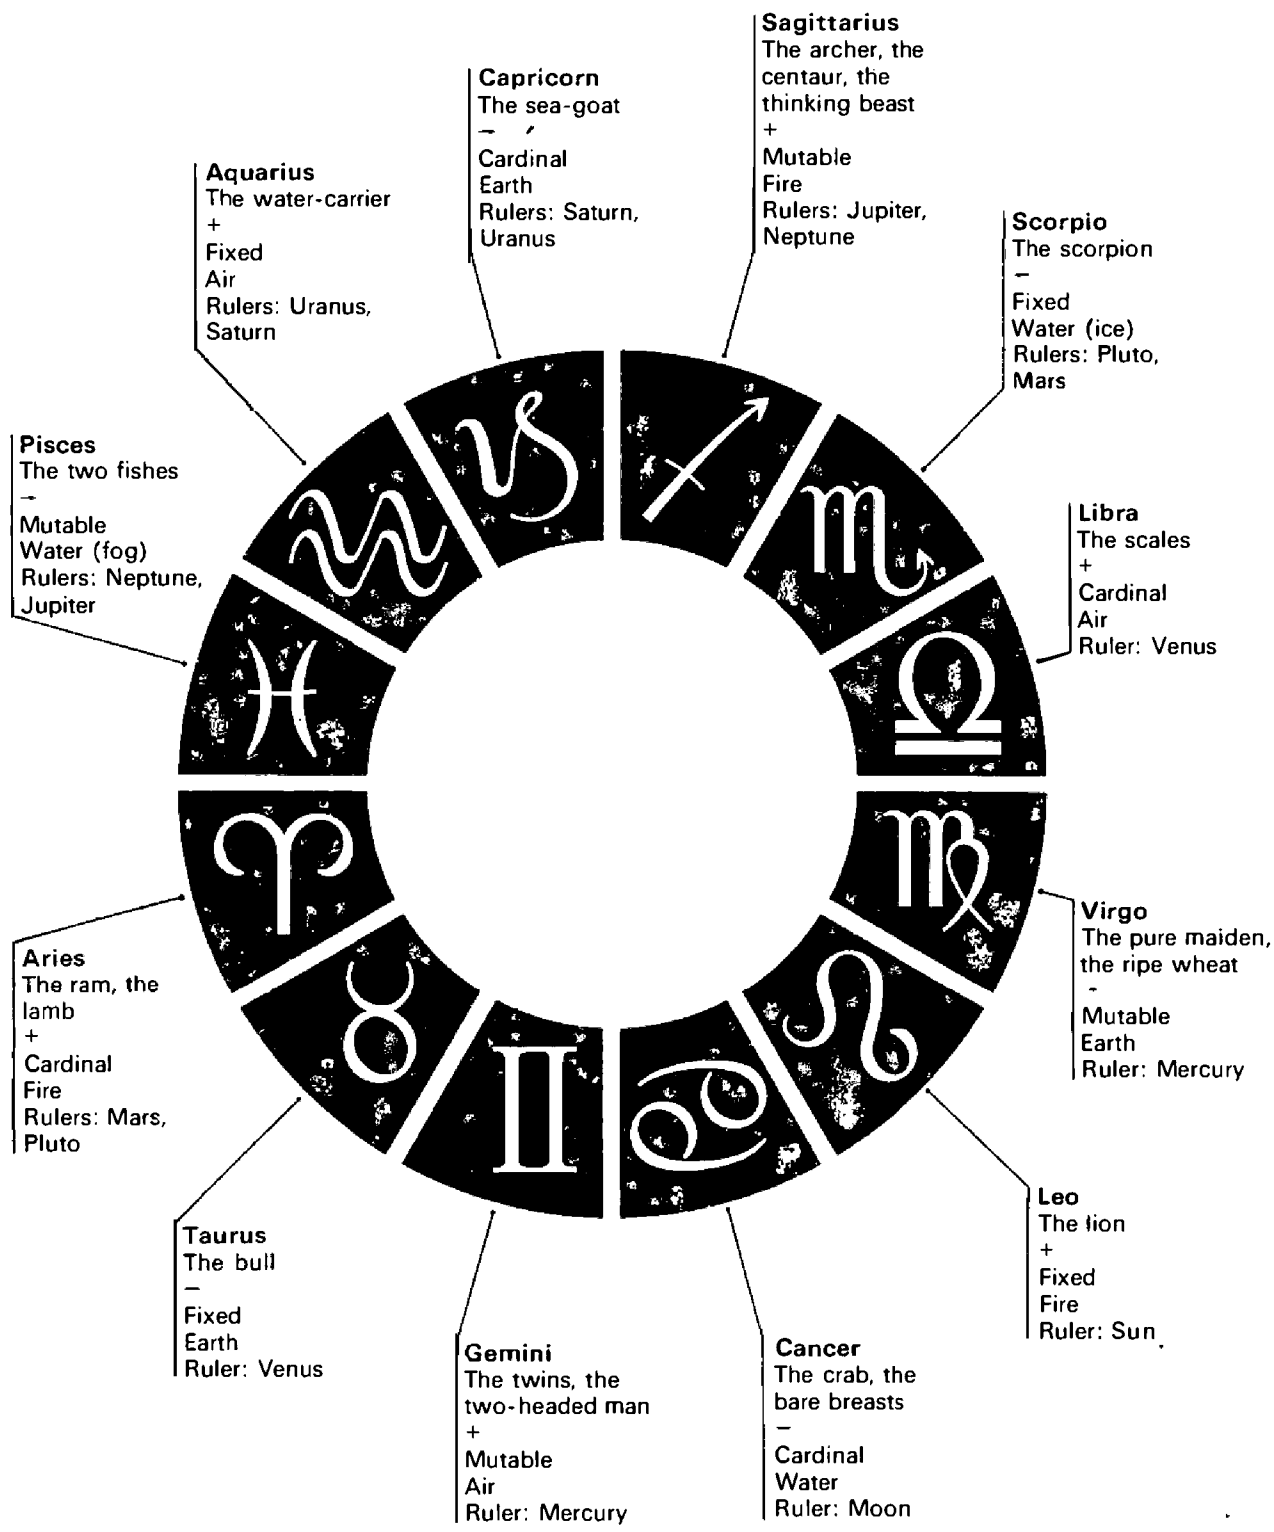 Sagittarius
The archer, the
centaur, the
thinking beast
+
Mutable
Fire
Rulers: Jupiter,
Neptune
Capricorn
The sea-goat
–
Cardinal
Earth
Rulers: Saturn,
Uranus
Aquarius
The water-carrier
+
Fixed
Air
Rulers: Uranus,
Saturn
Scorpio
The scorpion
–
Fixed
Water (ice)
Rulers: Pluto,
Mars
Pisces
The two fishes
–
Mutable
Water (fog)
Rulers: Neptune,
Jupiter
Libra
The scales
+
Cardinal
Air
Ruler: Venus
Virgo
The pure maiden,
the ripe wheat
-
Mutable
Earth
Ruler: Mercury
Aries
The ram, the
lamb
+
Cardinal
Fire
Rulers: Mars,
Pluto
Leo
The lion
+
Fixed
Fire
Ruler: Sun
Taurus
The bull
–
Fixed
Earth
Ruler: Venus
Gemini
The twins, the
two-headed man
+
Mutable
Air
Ruler: Mercury
Cancer
The crab, the
bare breasts
–
Cardinal
Water
Ruler: Moon